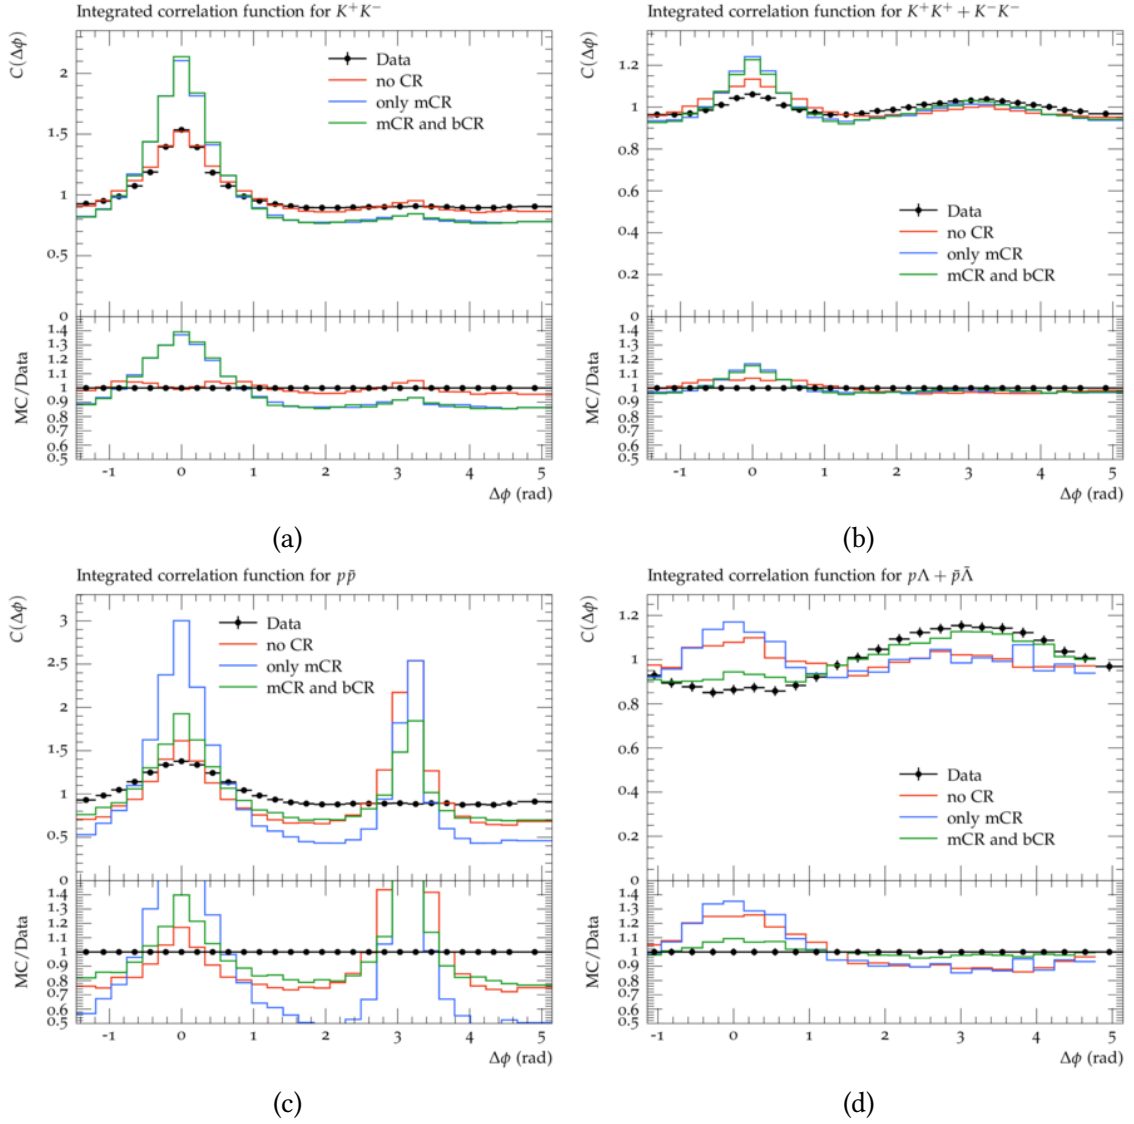 Integrated correlation function for K⁺K⁻
C(Δϕ)
2
1.5
1
0.5
0
Data
no CR
only mCR
mCR and bCR
MC/Data
1.4
1.3
1.2
1.1
1
0.9
0.8
0.7
0.6
0.5
-1 0 1 2 3 4 5
Δϕ (rad)
(a)
Integrated correlation function for K⁺K⁺ + K⁻K⁻
C(Δϕ)
1.2
1.0
0.8
0.6
0.4
0.2
0
Data
no CR
only mCR
mCR and bCR
MC/Data
1.4
1.3
1.2
1.1
1
0.9
0.8
0.7
0.6
0.5
-1 0 1 2 3 4 5
Δϕ (rad)
(b)
Integrated correlation function for pp̄
C(Δϕ)
3
2.5
2
1.5
1
0.5
0
Data
no CR
only mCR
mCR and bCR
MC/Data
1.4
1.3
1.2
1.1
1
0.9
0.8
0.7
0.6
0.5
-1 0 1 2 3 4 5
Δϕ (rad)
(c)
Integrated correlation function for pΛ + p̄Λ̄
C(Δϕ)
1.2
1.0
0.8
0.6
0.4
0.2
0
Data
no CR
only mCR
mCR and bCR
MC/Data
1.4
1.3
1.2
1.1
1
0.9
0.8
0.7
0.6
0.5
-1 0 1 2 3 4 5
Δϕ (rad)
(d)